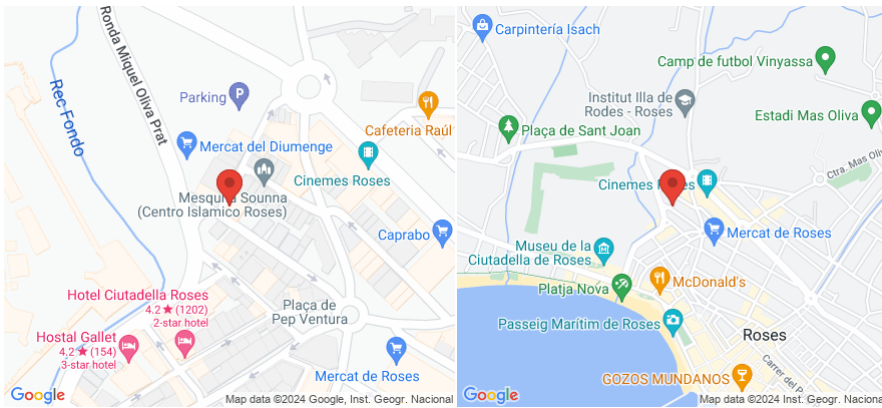 Ronda Miquel Oliva Prat
Rec Fondo
Parking
P
Cafeteria Raúl
Mercat del Diumenge
Cinemes Roses
Mesquita Sounna
(Centro Islamico Roses)
Caprabo
Hotel Ciutadella Roses
4.2★(1202)
2-star hotel
Plaça de
Pep Ventura
Hostal Gallet
4.2★(154)
3-star hotel
Mercat de Roses
Google
Map data ©2024 Google, Inst. Geogr. Nacional
Carpintería Isach
Camp de futbol Vinyassa
Institut Illa de
Rodes - Roses
Estadi Mas Oliva
Plaça de Sant Joan
Ctra. Mas Oliv
Cinemes Roses
Mercat de Roses
Museu de la
Ciutadella de Roses
McDonald's
Platja Nova
Passeig Marítim de Roses
Roses
Carrer del P
GOZOS MUNDANOS
Google
Map data ©2024 Google, Inst. Geogr. Naciona